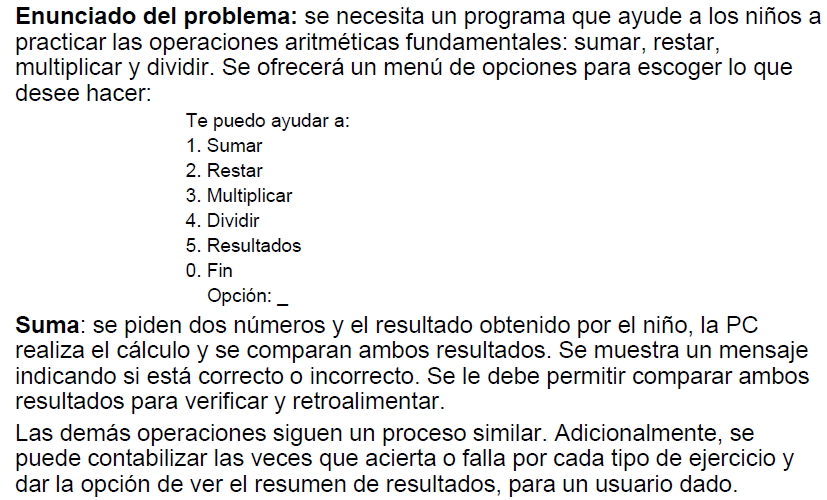 Enunciado del problema: se necesita un programa que ayude a los niños a
practicar las operaciones aritméticas fundamentales: sumar, restar,
multiplicar y dividir. Se ofrecerá un menú de opciones para escoger lo que
desee hacer:
Te puedo ayudar a:
1. Sumar
2. Restar
3. Multiplicar
4. Dividir
5. Resultados
0. Fin
Opción: _
Suma: se piden dos números y el resultado obtenido por el niño, la PC
realiza el cálculo y se comparan ambos resultados. Se muestra un mensaje
indicando si está correcto o incorrecto. Se le debe permitir comparar ambos
resultados para verificar y retroalimentar.
Las demás operaciones siguen un proceso similar. Adicionalmente, se
puede contabilizar las veces que acierta o falla por cada tipo de ejercicio y
dar la opción de ver el resumen de resultados, para un usuario dado.